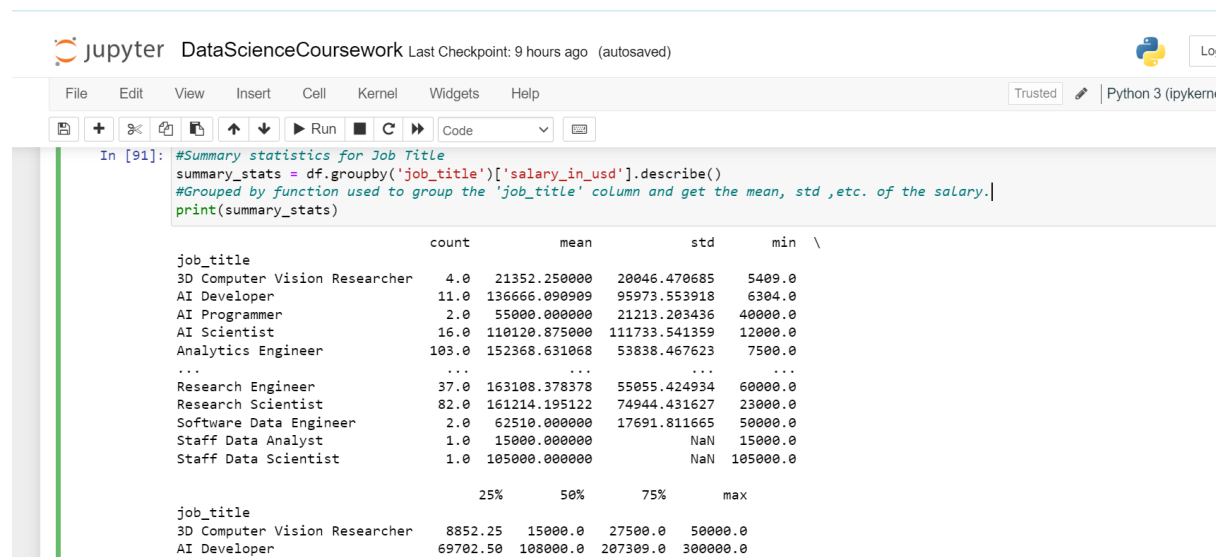 jupyter DataScienceCoursework Last Checkpoint: 9 hours ago (autosaved)
File Edit View Insert Cell Kernel Widgets Help Trusted Python 3 (ipykerne
Run Code
In [91]: #Summary statistics for Job Title
summary_stats = df.groupby('job_title')['salary_in_usd'].describe()
#Grouped by function used to group the 'job_title' column and get the mean, std ,etc. of the salary.
print(summary_stats)
count mean std min \
job_title
3D Computer Vision Researcher 4.0 21352.250000 20046.470685 5409.0
AI Developer 11.0 136666.090909 95973.553918 6304.0
AI Programmer 2.0 55000.000000 21213.203436 40000.0
AI Scientist 16.0 110120.875000 111733.541359 12000.0
Analytics Engineer 103.0 152368.631068 53838.467623 7500.0
... ... ... ... ...
Research Engineer 37.0 163108.378378 55055.424934 60000.0
Research Scientist 82.0 161214.195122 74944.431627 23000.0
Software Data Engineer 2.0 62510.000000 17691.811665 50000.0
Staff Data Analyst 1.0 15000.000000 NaN 15000.0
Staff Data Scientist 1.0 105000.000000 NaN 105000.0
25% 50% 75% max
job_title
3D Computer Vision Researcher 8852.25 15000.0 27500.0 50000.0
AI Developer 69702.50 108000.0 207309.0 300000.0